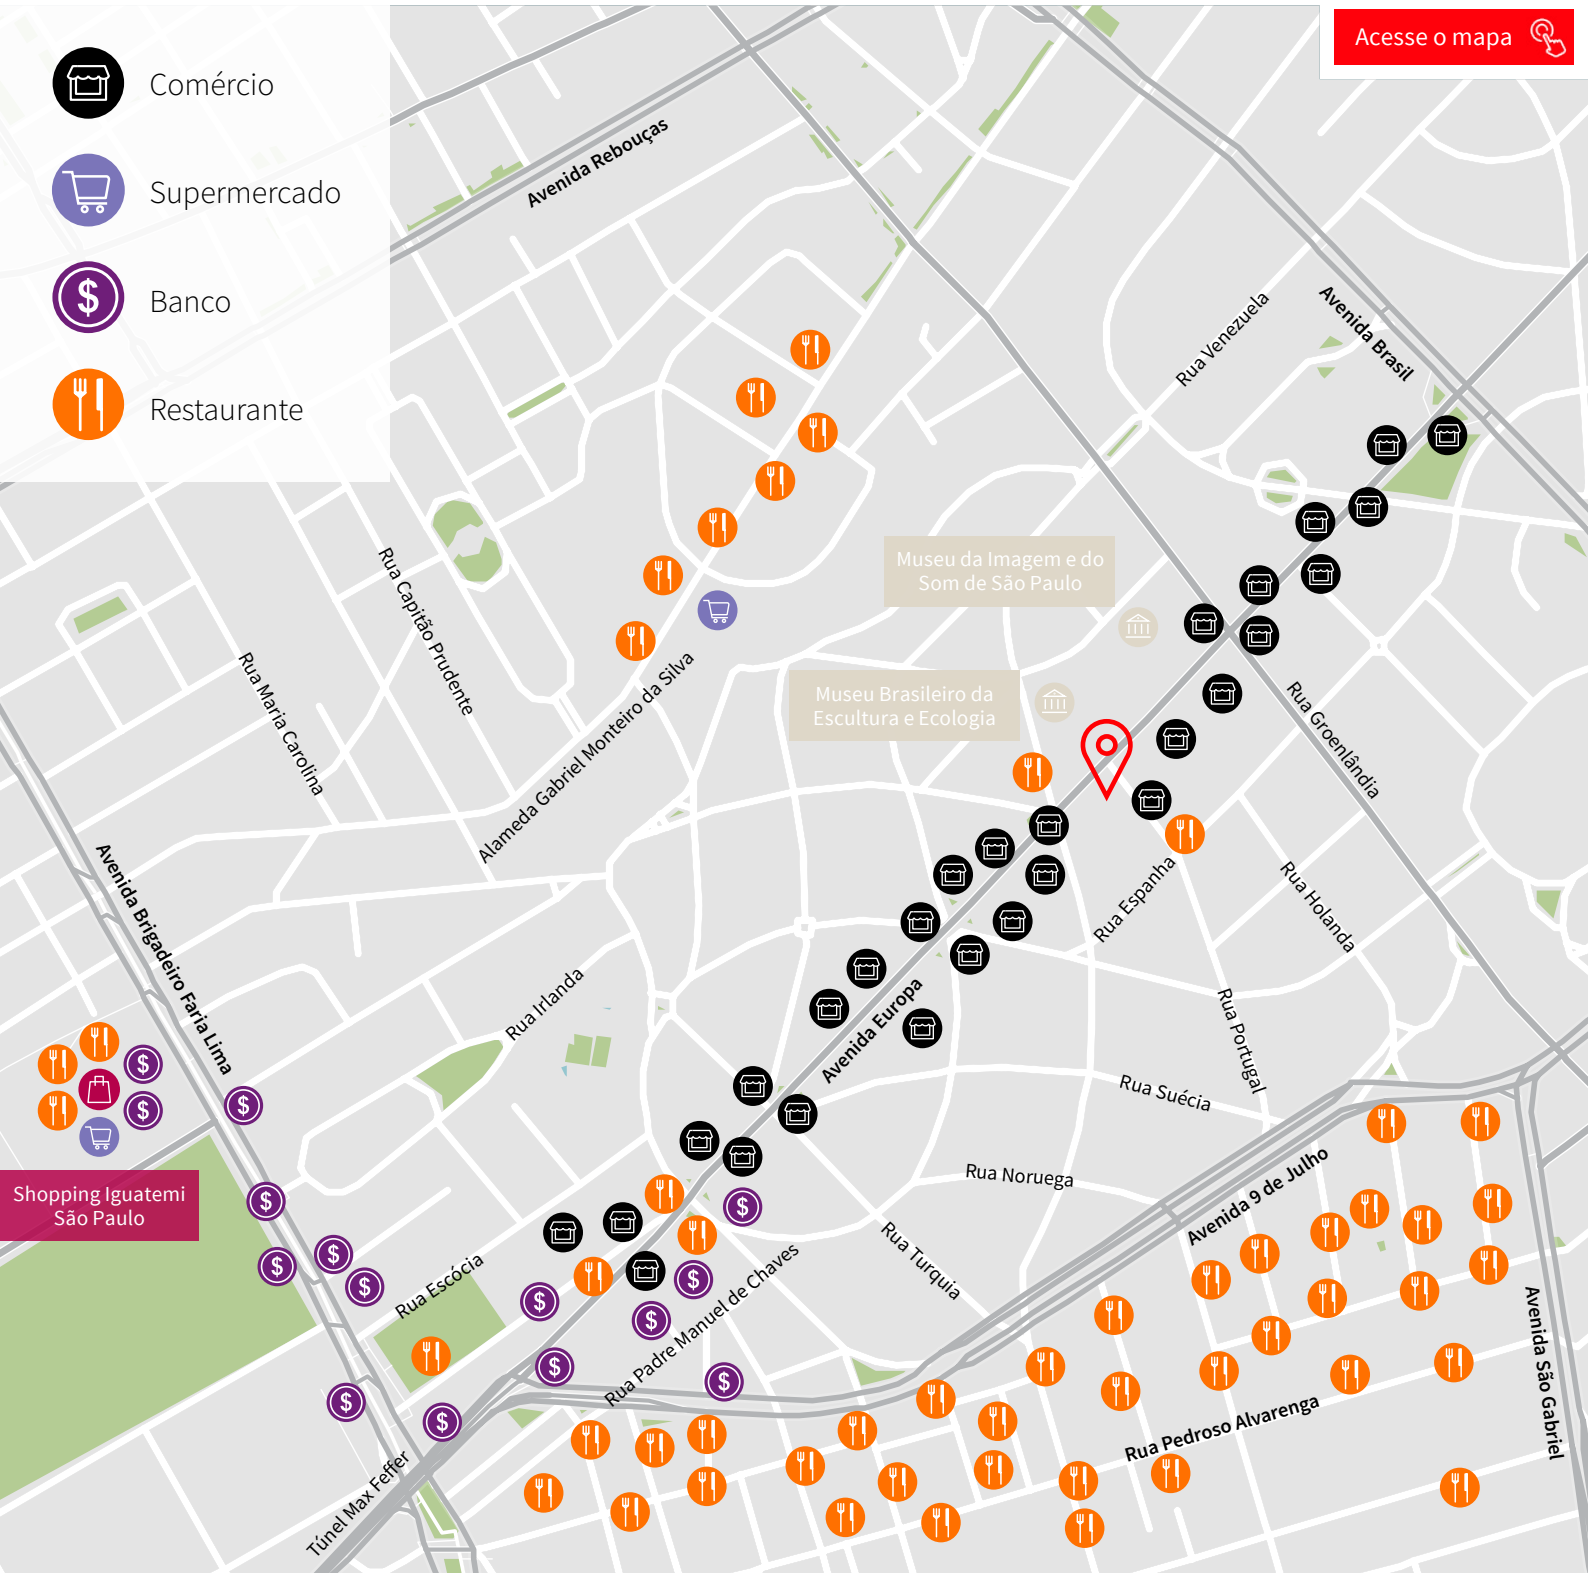 Acesse o mapa
Comércio
Supermercado
Banco
Restaurante
Avenida Rebouças
Rua Venezuela
Avenida Brasil
Rua Capitão Prudente
Rua Maria Carolina
Alameda Gabriel Monteiro da Silva
Museu da Imagem e do
Som de São Paulo
Museu Brasileiro da
Escultura e Ecologia
Rua Groenlândia
Avenida Brigadeiro Faria Lima
Rua Espanha
Rua Holanda
Rua Irlanda
Avenida Europa
Rua Portugal
Rua Suécia
Rua Noruega
Avenida 9 de Julho
Shopping Iguatemi
São Paulo
Rua Escócia
Rua Padre Manuel de Chaves
Rua Turquia
Avenida São Gabriel
Rua Pedroso Alvarenga
Túnel Max Feffer